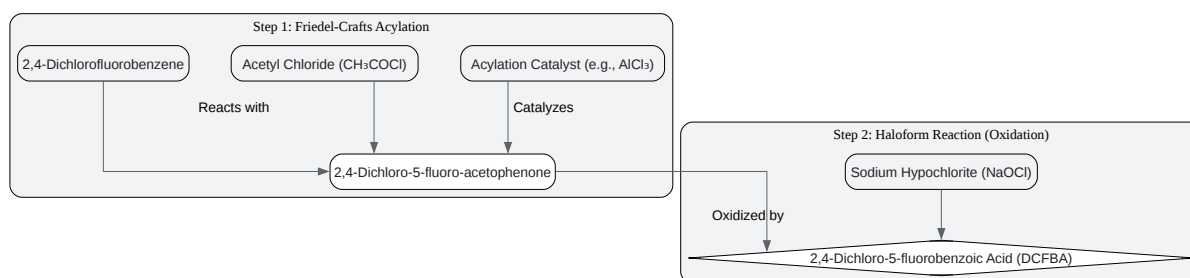 Step 1: Friedel-Crafts Acylation
2,4-Dichlorofluorobenzene
Acetyl Chloride (CH₃COCl)
Acylation Catalyst (e.g., AlCl₃)
Reacts with
Catalyzes
2,4-Dichloro-5-fluoro-acetophenone
Step 2: Haloform Reaction (Oxidation)
Sodium Hypochlorite (NaOCl)
Oxidized by
2,4-Dichloro-5-fluorobenzoic Acid (DCFBA)